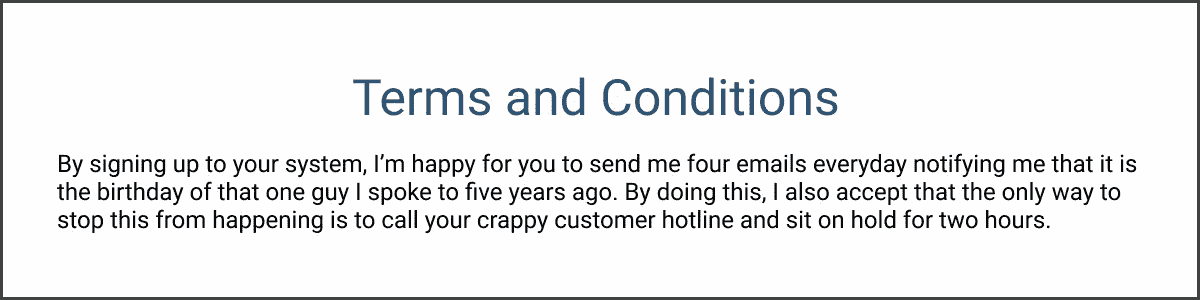 Terms and Conditions
By signing up to your system, I’m happy for you to send me four emails everyday notifying me that it is
the birthday of that one guy I spoke to five years ago. By doing this, I also accept that the only way to
stop this from happening is to call your crappy customer hotline and sit on hold for two hours.